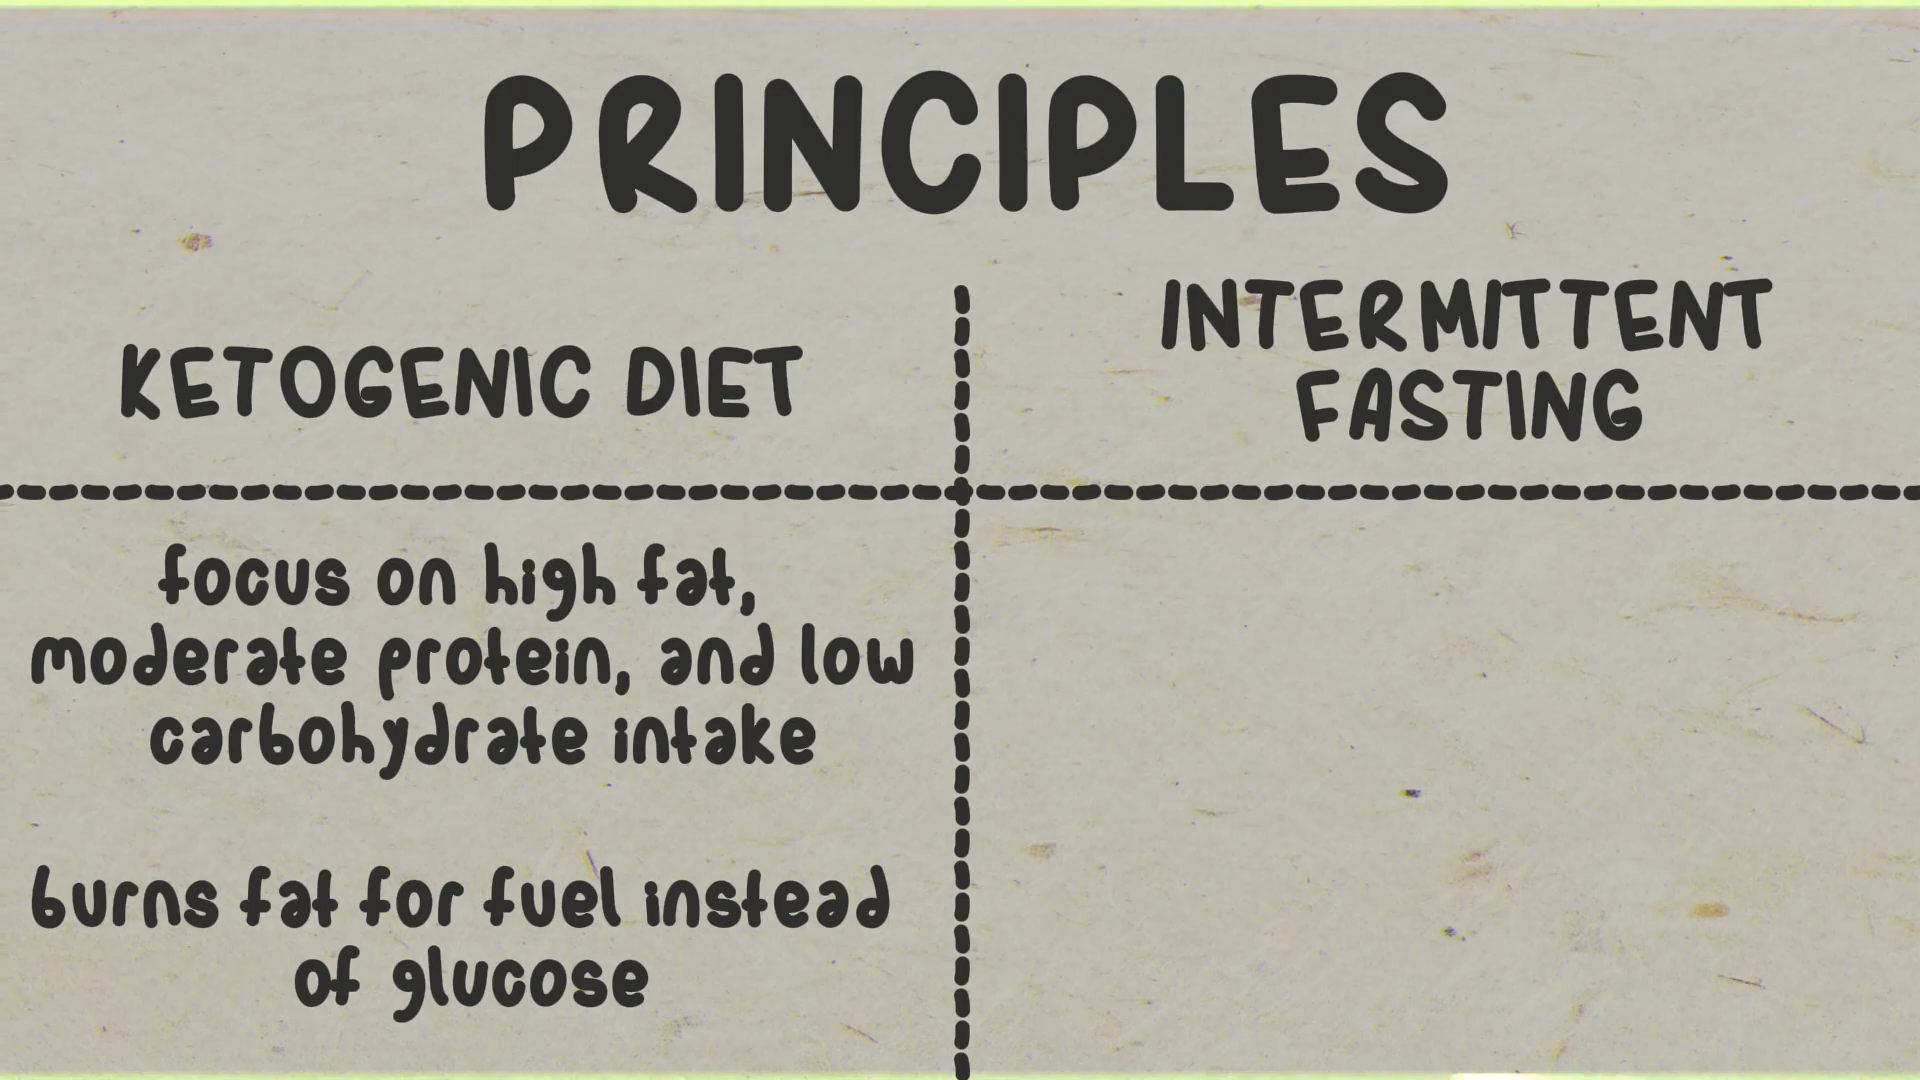 PRINCIPLES
KETOGENIC DIET
INTERMITTENT
FASTING
focus on high fat,
moderate protein, and low
carbohydrate intake
burns fat for fuel instead
of glucose